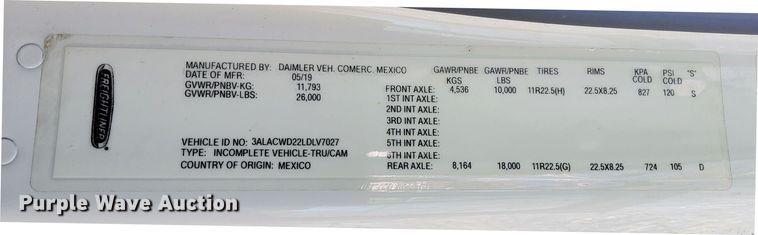 FREIGHTLINER
MANUFACTURED BY: DAIMLER VEH. COMERC. MEXICO
DATE OF MFR: 05/19
GVWR/PNBV-KG: 11,793
GVWR/PNBV-LBS: 26,000
VEHICLE ID NO: 3ALACWD22LDLV7027
TYPE: INCOMPLETE VEHICLE-TRU/CAM
COUNTRY OF ORIGIN: MEXICO
GAWR/PNBE GAWR/PNBE TIRES RIMS KPA PSI "S"
KGS LBS COLD COLD
FRONT AXLE: 4,536 10,000 11R22.5(H) 22.5X8.25 827 120 S
1ST INT AXLE:
2ND INT AXLE:
3RD INT AXLE:
4TH INT AXLE:
5TH INT AXLE:
6TH INT AXLE:
REAR AXLE: 8,164 18,000 11R22.5(G) 22.5X8.25 724 105 D
Purple Wave Auction